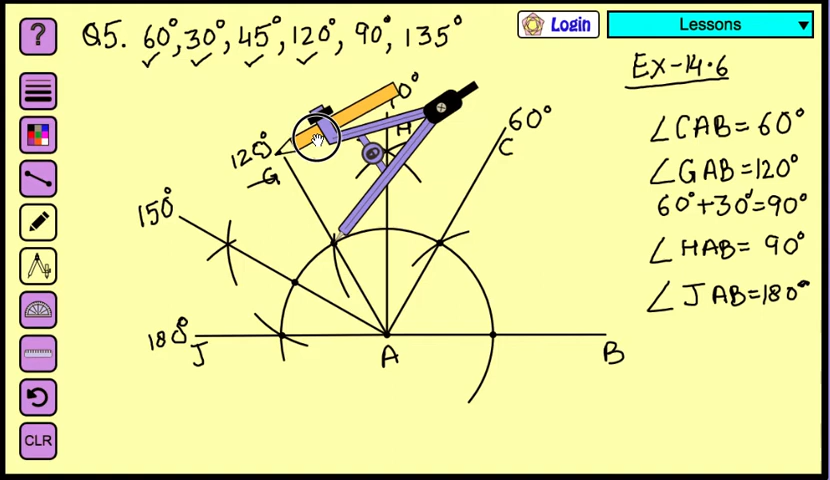 Login
Lessons
?
Q5. 60°, 30°, 45°, 120°, 90°, 135°
Ex-14.6
60°
C
H
120°
G
150°
180°
J
A
B
∠CAB = 60°
∠GAB = 120°
60°+30°=90°
∠HAB = 90°
∠JAB = 180°
CLR